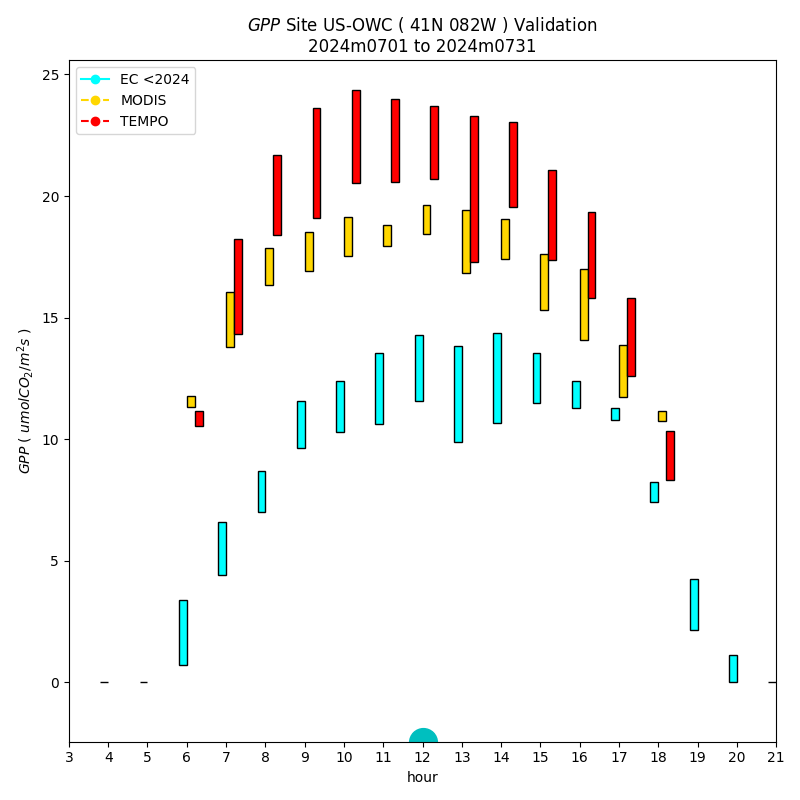 GPP Site US-OWC ( 41N 082W ) Validation
2024m0701 to 2024m0731
EC <2024
MODIS
TEMPO
25
20
15
10
5
0
GPP ( umolCO2/m²s )
3 4 5 6 7 8 9 10 11 12 13 14 15 16 17 18 19 20 21
hour